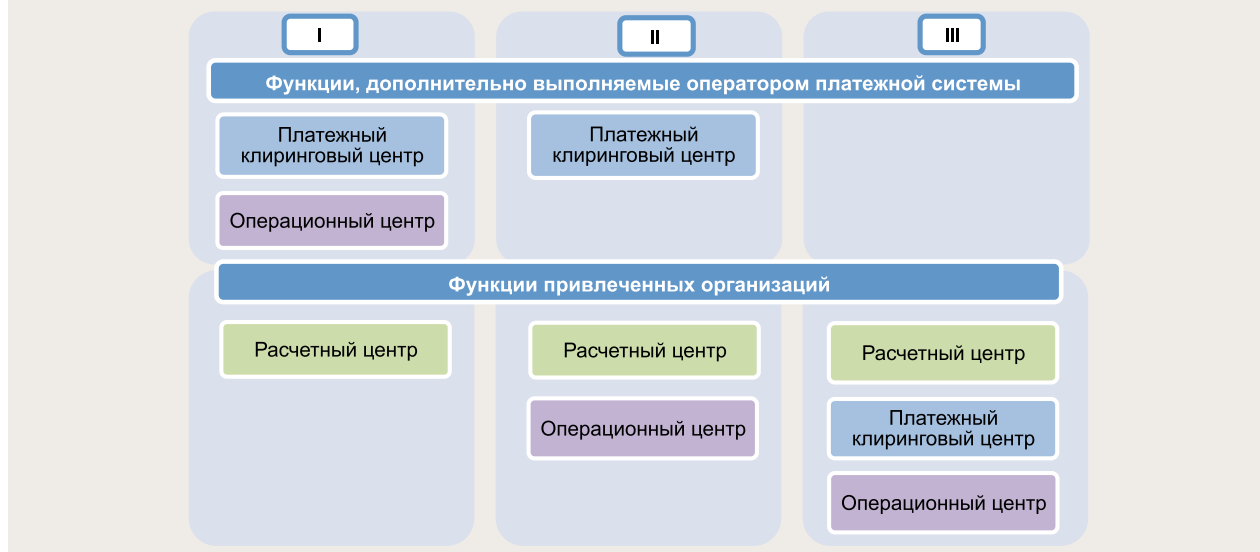 I
II
III
Функции, дополнительно выполняемые оператором платежной системы
Платежный
клиринговый центр
Платежный
клиринговый центр
Операционный центр
Функции привлеченных организаций
Расчетный центр
Расчетный центр
Расчетный центр
Операционный центр
Платежный
клиринговый центр
Операционный центр